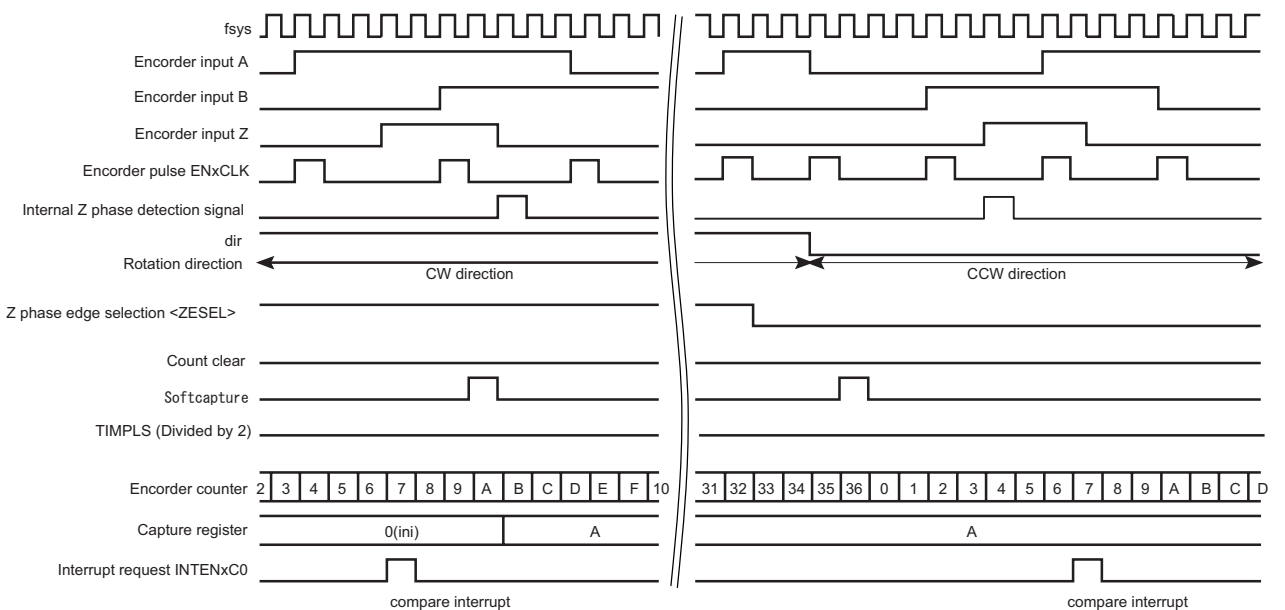 fsys
Encorder input A
Encorder input B
Encorder input Z
Encorder pulse ENxCLK
Internal Z phase detection signal
dir
Rotation direction
CW direction
CCW direction
Z phase edge selection <ZESEL>
Count clear
Softcapture
TIMPLS (Divided by 2)
Encorder counter 2 3 4 5 6 7 8 9 A B C D E F 10 31 32 33 34 35 36 0 1 2 3 4 5 6 7 8 9 A B C D
Capture register 0(ini) A A
Interrupt request INTENxC0
compare interrupt compare interrupt